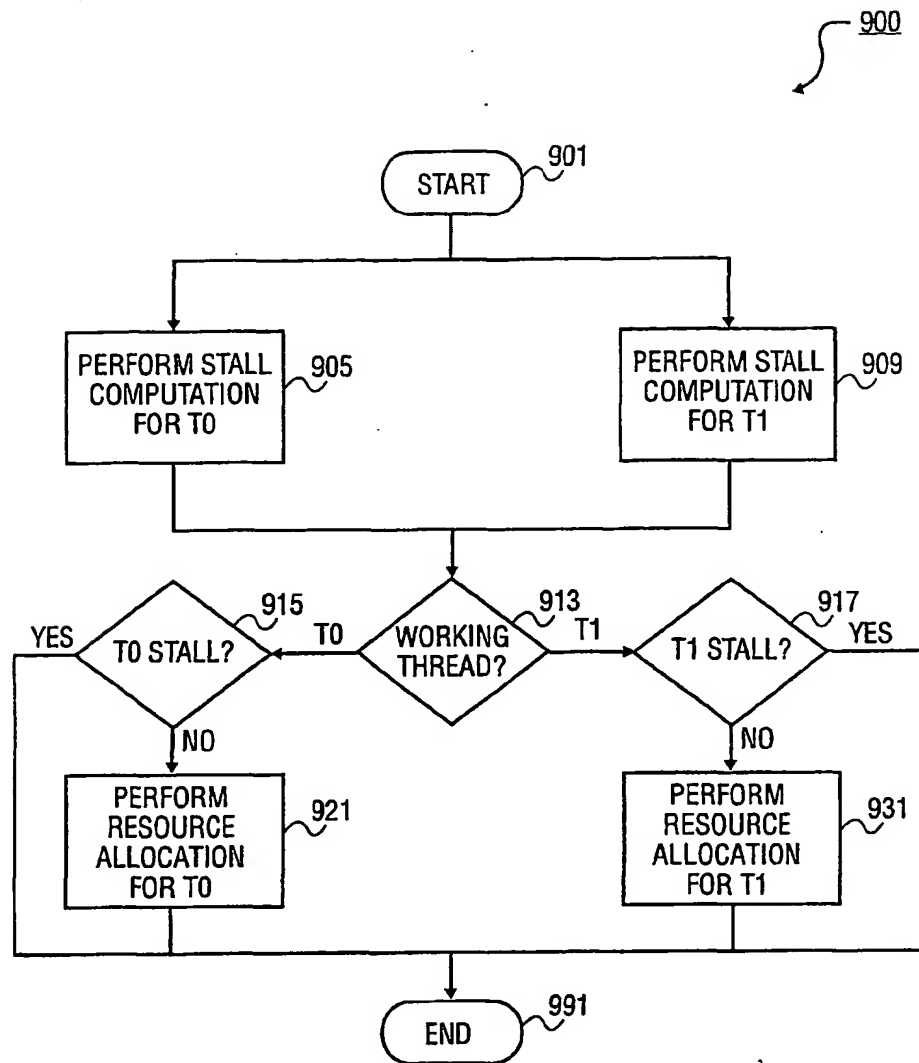 900
START
901
PERFORM STALL
COMPUTATION
FOR T0
905
PERFORM STALL
COMPUTATION
FOR T1
909
YES
T0 STALL?
915
T0
WORKING
THREAD?
913
T1
T1 STALL?
917
YES
NO
NO
PERFORM
RESOURCE
ALLOCATION
FOR T0
921
PERFORM
RESOURCE
ALLOCATION
FOR T1
931
END
991